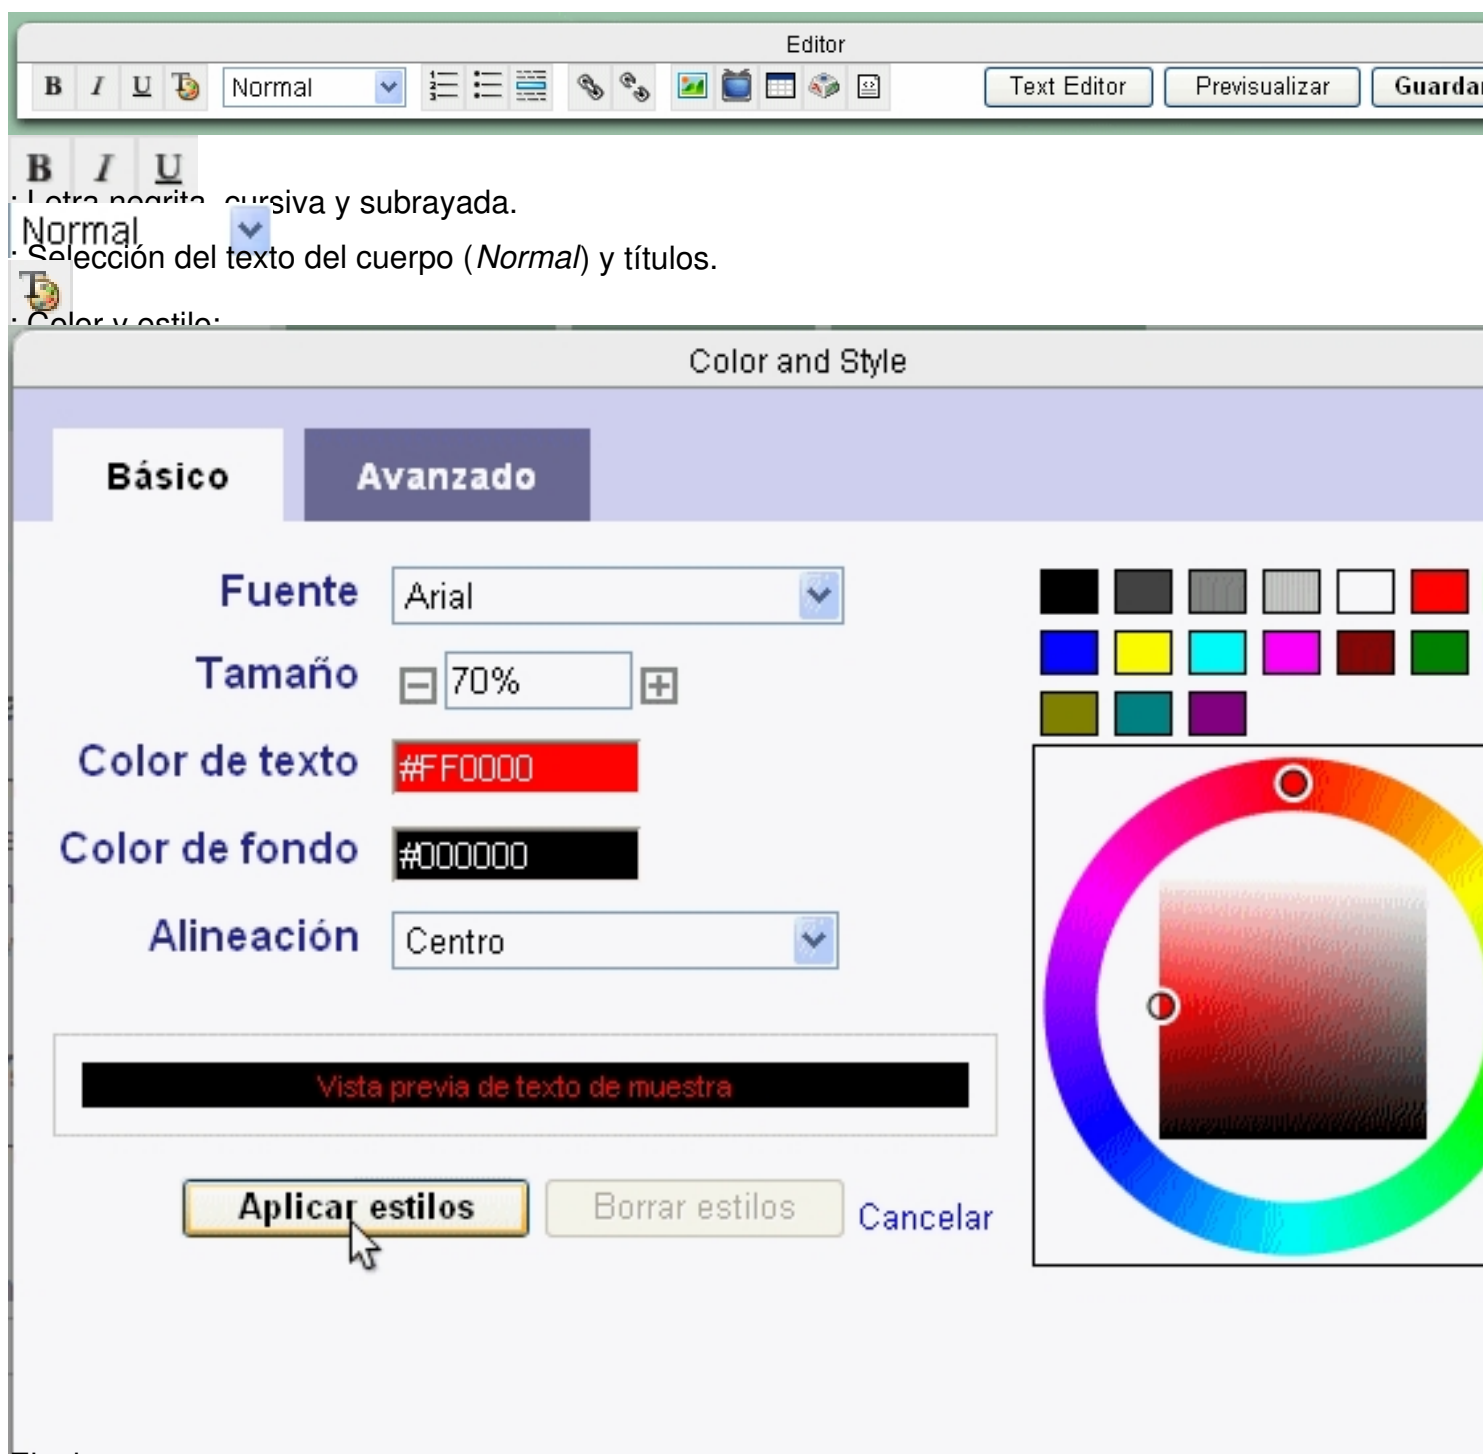 Editor
B I U T Normal Text Editor Previsualizar Guardar
B I U
: Letra negrita, cursiva y subrayada.
Normal
: Selección del texto del cuerpo (Normal) y títulos.
T
: Color y estilo:
Color and Style
Básico Avanzado
Fuente Arial
Tamaño 70%
Color de texto #FF0000
Color de fondo #000000
Alineación Centro
Vista previa de texto de muestra
Aplicar estilos Borrar estilos Cancelar